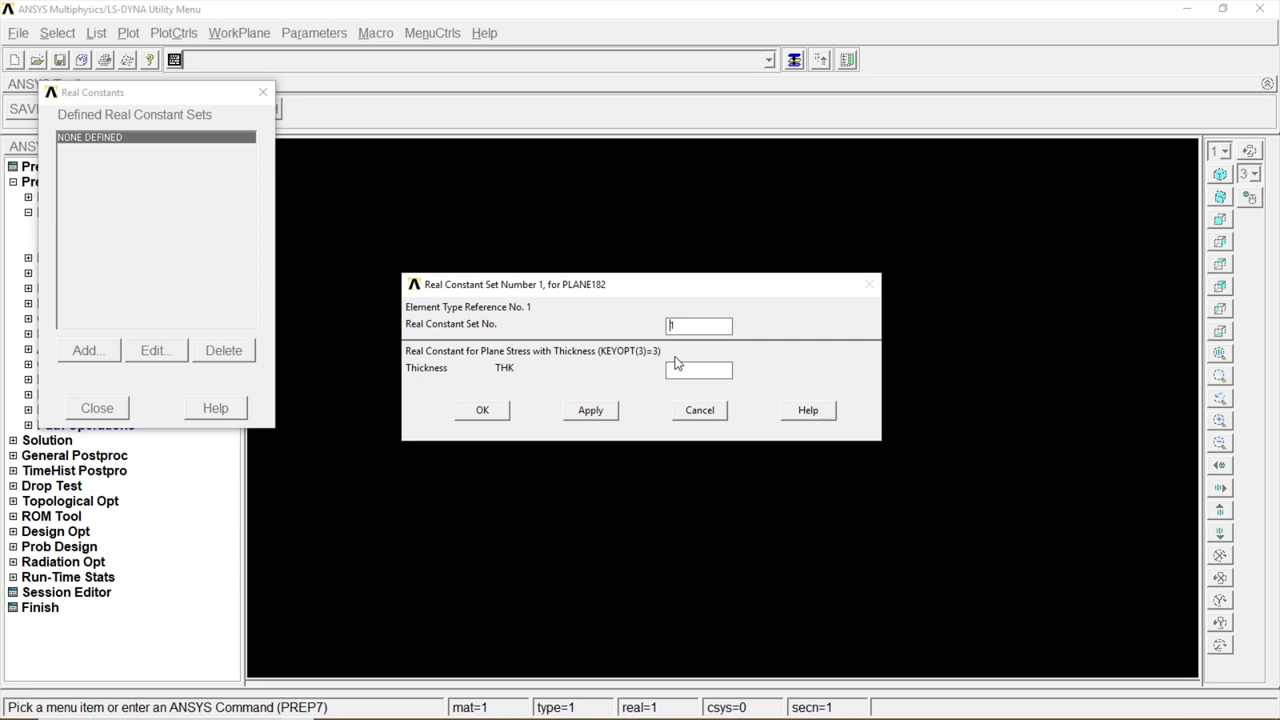 ANSYS Multiphysics/LS-DYNA Utility Menu
File Select List Plot PlotCtrls WorkPlane Parameters Macro MenuCtrls Help
Real Constants
Defined Real Constant Sets
NONE DEFINED
Add... Edit... Delete
Close Help
Real Constant Set Number 1, for PLANE182
Element Type Reference No. 1
Real Constant Set No. 1
Real Constant for Plane Stress with Thickness (KEYOPT(3)=3)
Thickness THK
OK Apply Cancel Help
1
3
Solution
General Postproc
TimeHist Postpro
Drop Test
Topological Opt
ROM Tool
Design Opt
Prob Design
Radiation Opt
Run-Time Stats
Session Editor
Finish
Pick a menu item or enter an ANSYS Command (PREP7) mat=1 type=1 real=1 csys=0 secn=1